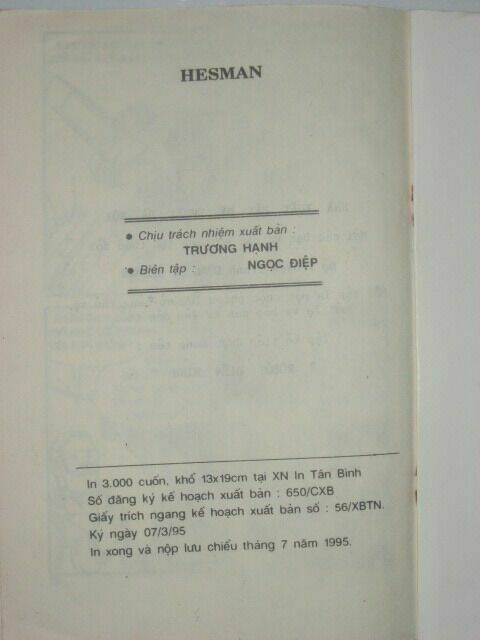 HESMAN
● Chịu trách nhiệm xuất bản :
TRƯƠNG HẠNH
● Biên tập : NGỌC ĐIỆP
In 3.000 cuốn, khổ 13x19cm tại XN In Tân Bình
Số đăng ký kế hoạch xuất bản : 650/CXB
Giấy trích ngang kế hoạch xuất bản số : 56/XBTN.
Ký ngày 07/3/95
In xong và nộp lưu chiếu tháng 7 năm 1995.